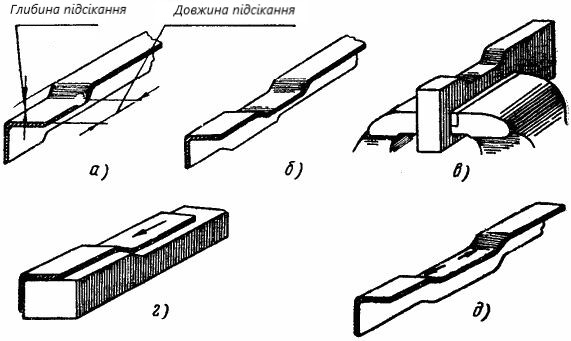 Глибина підсікання
Довжина підсікання
а)
б)
в)
г)
д)